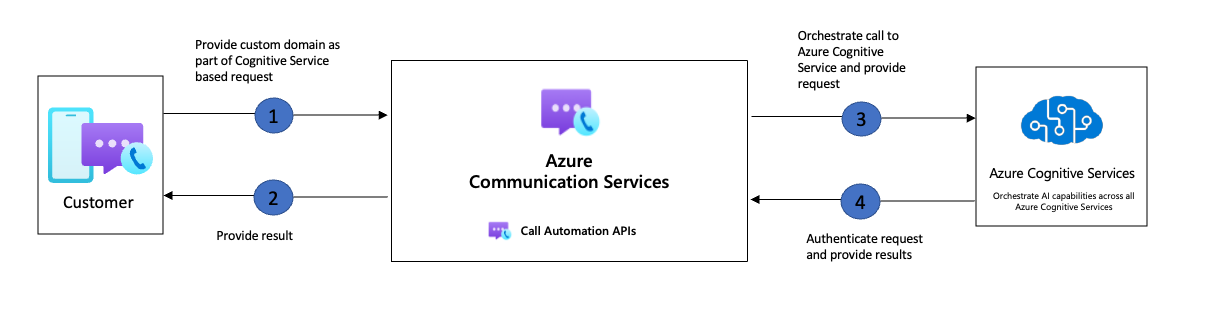 Provide custom domain as
part of Cognitive Service
based request
1
Customer
2
Provide result
Azure
Communication Services
Call Automation APIs
Orchestrate call to
Azure Cognitive
Service and provide
request
3
4
Authenticate request
and provide results
Azure Cognitive Services
Orchestrate AI capabilities across all
Azure Cognitive Services